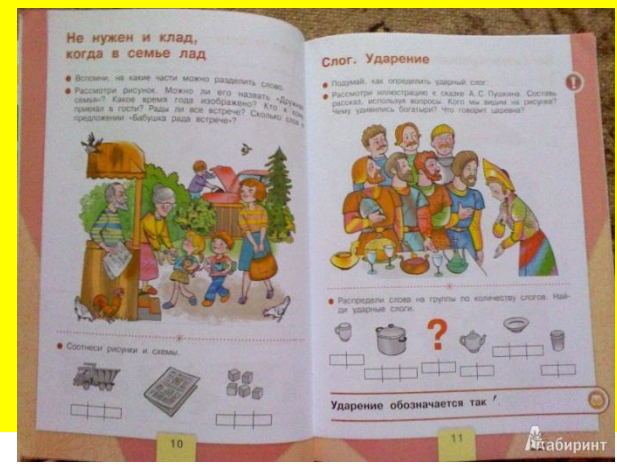 Не нужен и клад,
когда в семье лад
● Вспомни, на какие части можно разделить слово.
● Рассмотри рисунок. Можно ли его назвать «Дружная
семья»? Какое время года изображено? Кто к кому
приехал в гости? Рады ли все встрече? Сколько слов в
предложении «Бабушка рада встрече»?
● Соотнеси рисунки и схемы.
10
Слог. Ударение
● Подумай, как определить ударный слог.
● Рассмотри иллюстрацию к сказке А. С. Пушкина. Составь
рассказ, используя вопросы. Кого мы видим на рисунке?
Чему удивились богатыри? Что говорит царевна?
!
● Распредели слова на группы по количеству слогов. Най-
ди ударные слоги.
?
Ударение обозначается так ′.
11
Лабиринт